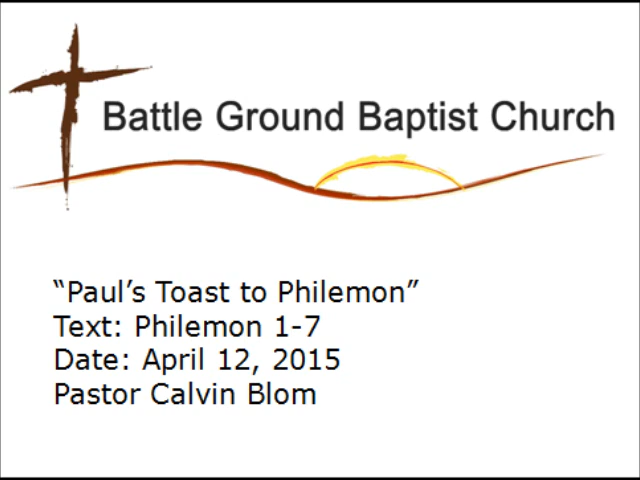 Battle Ground Baptist Church
“Paul’s Toast to Philemon”
Text: Philemon 1-7
Date: April 12, 2015
Pastor Calvin Blom